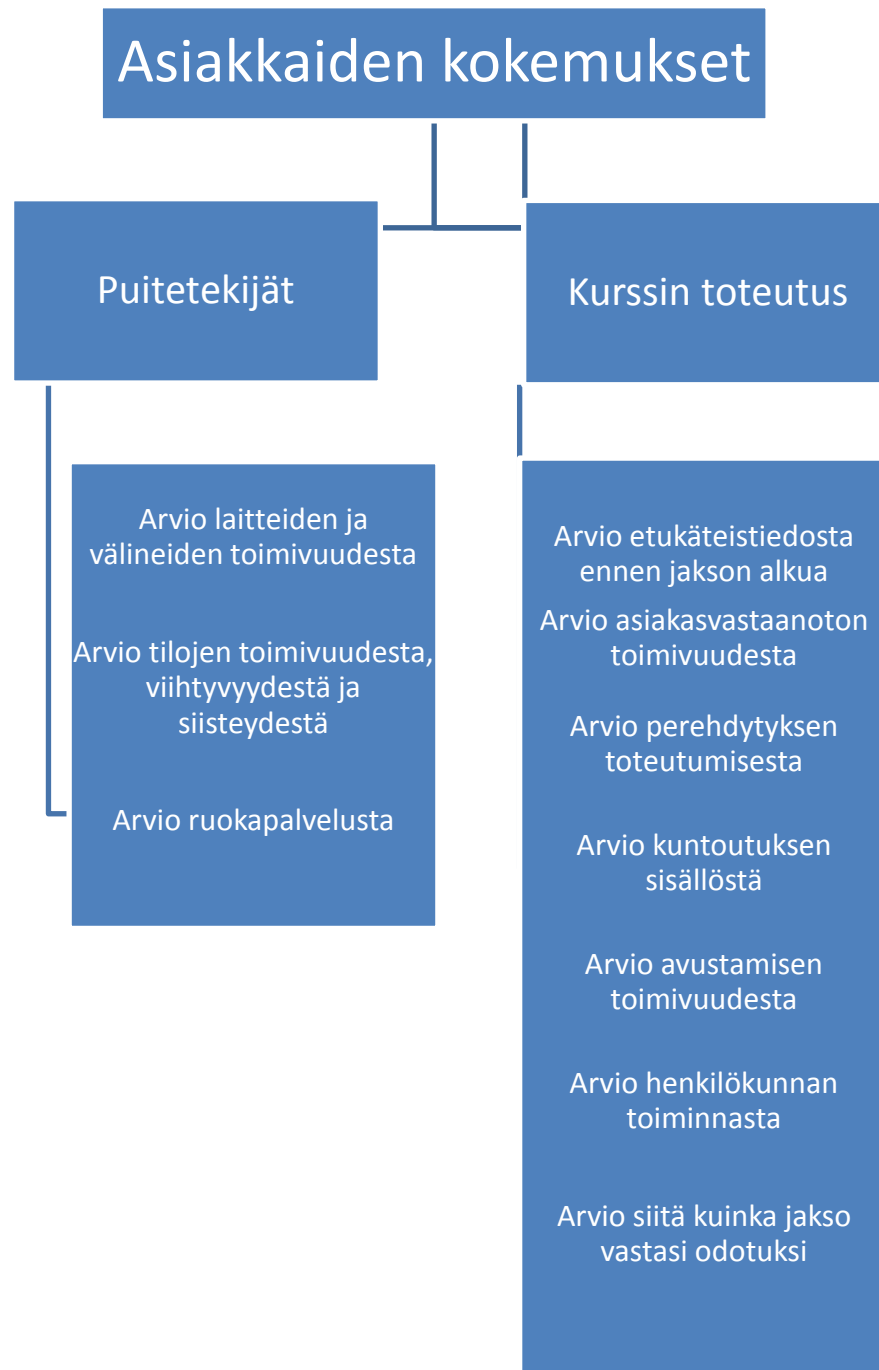 Asiakkaiden kokemukset
Puitetekijät
Kurssin toteutus
Arvio laitteiden ja
välineiden toimivuudesta
Arvio tilojen toimivuudesta,
viihtyvyydestä ja
siisteydestä
Arvio ruokapalvelusta
Arvio etukäteistiedosta
ennen jakson alkua
Arvio asiakasvastaanoton
toimivuudesta
Arvio perehdytyksen
toteutumisesta
Arvio kuntoutuksen
sisällöstä
Arvio avustamisen
toimivuudesta
Arvio henkilökunnan
toiminnasta
Arvio siitä kuinka jakso
vastasi odotuksi